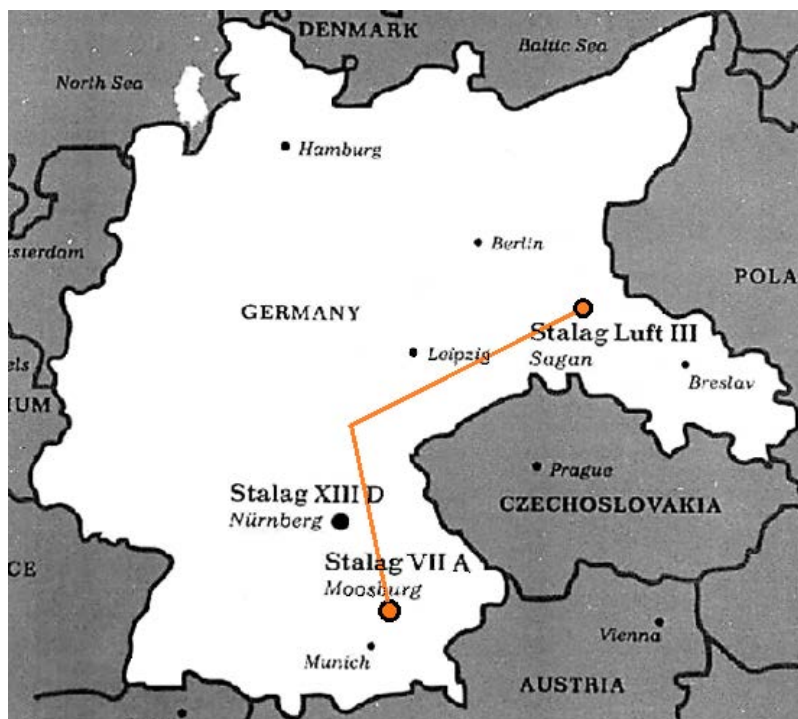 DENMARK
Baltic Sea
North Sea
Hamburg
Berlin
sterdam
POLA
GERMANY
Stalag Luft III
Sagan
Loipzig
Breslav
els
IUM
Prague
Stalag XIII D
Nürnberg
CZECHOSLOVAKIA
Stalag VII A
Moosburg
CE
Munich
Vienna
AUSTRIA